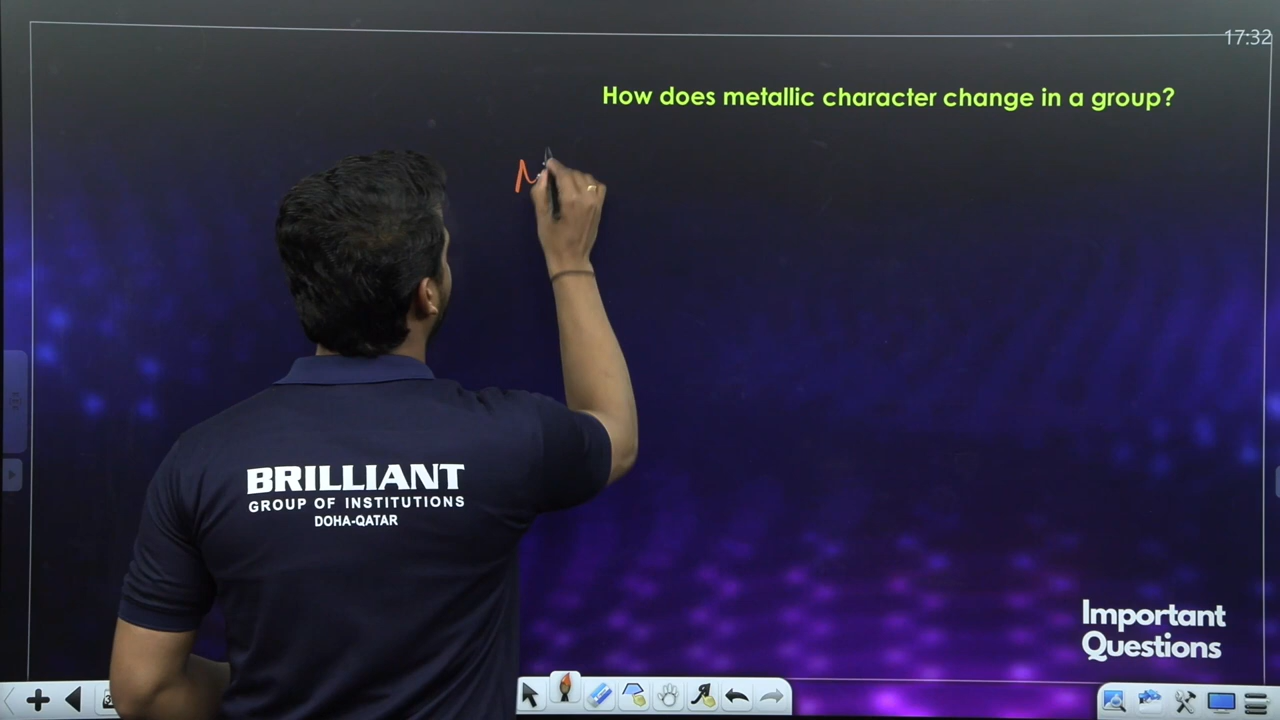 17:32
How does metallic character change in a group?
BRILLIANT
GROUP OF INSTITUTIONS
DOHA-QATAR
Important
Questions